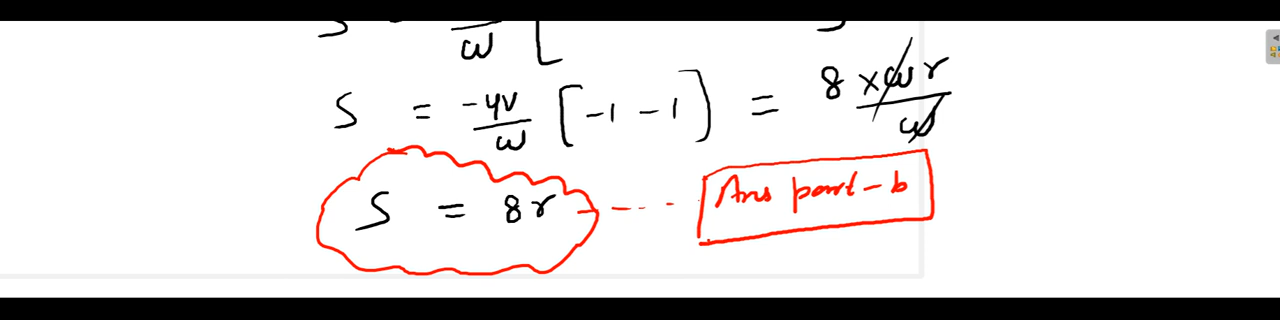 S = -4v/ω [-1 -1] = 8 × ωr/ω
S = 8r ---- Ans part-b